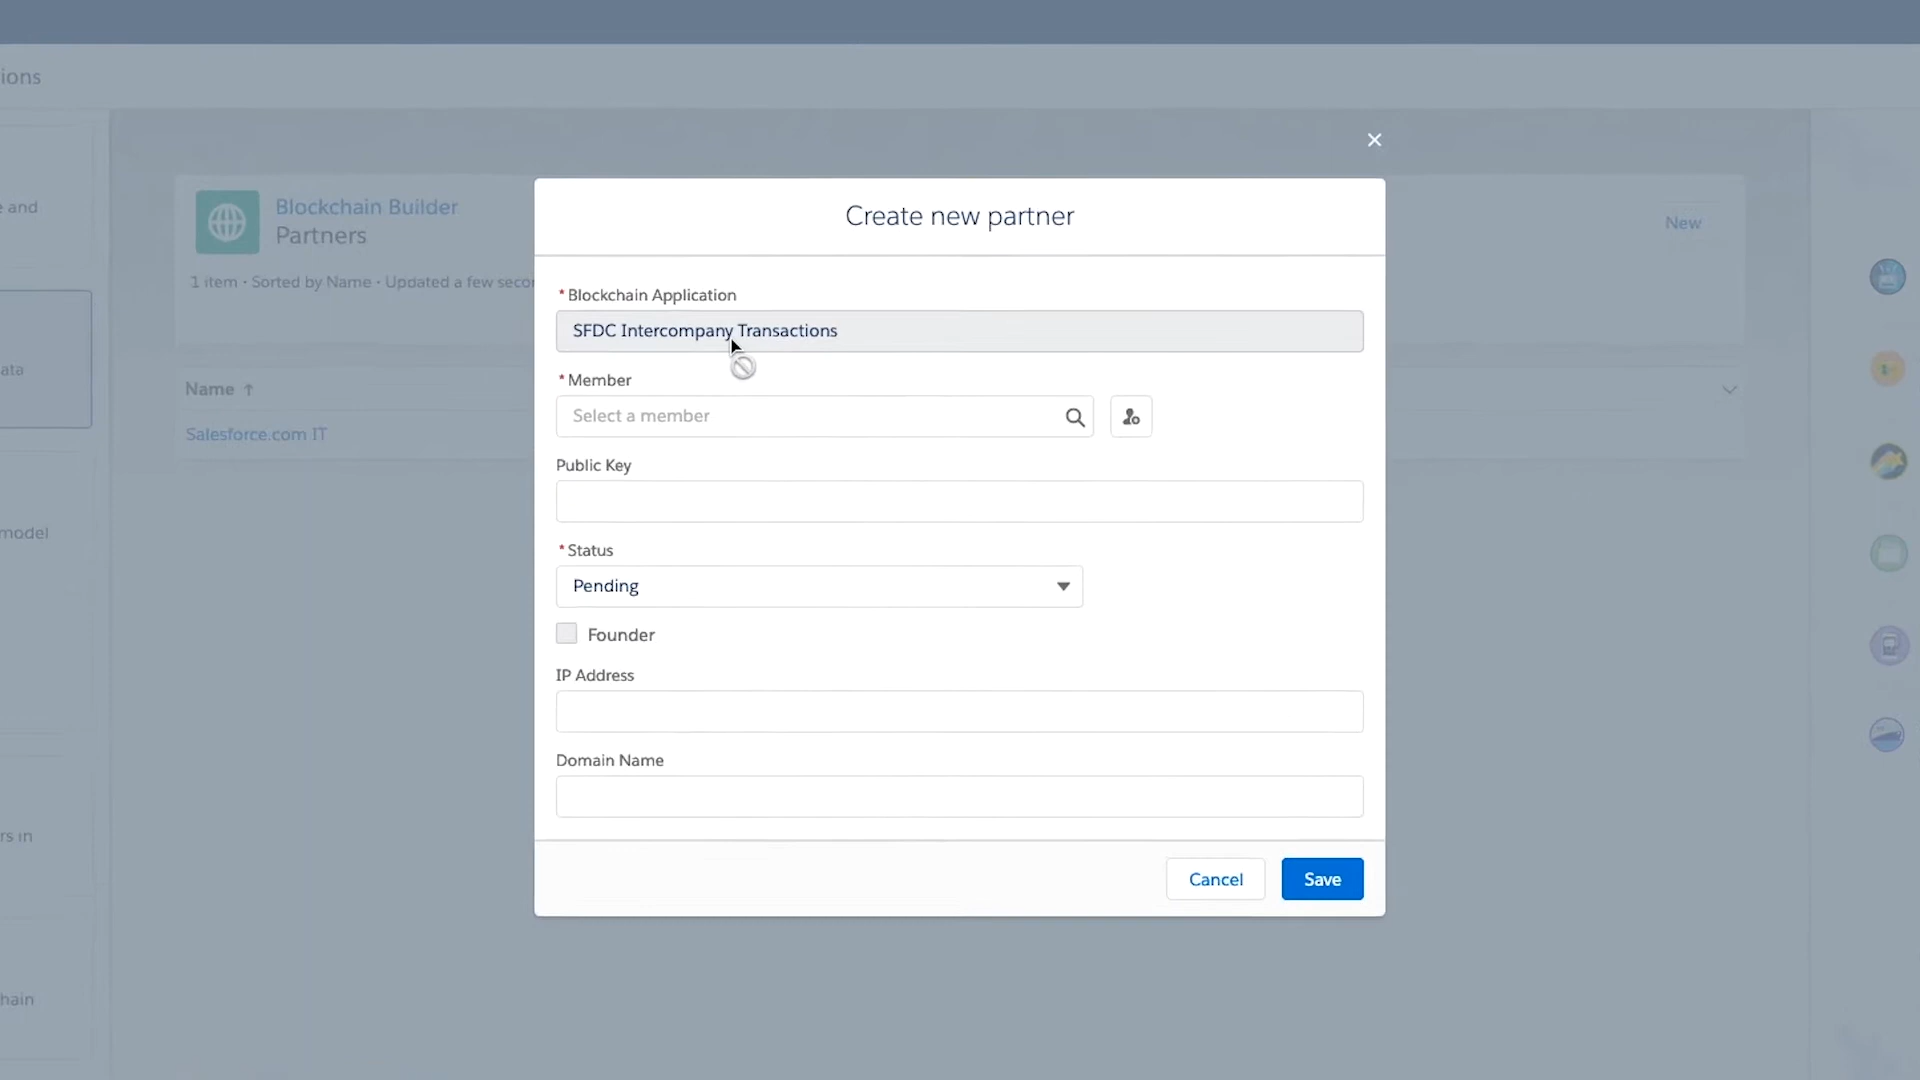 ions
e and
ata
model
rs in
hain
Blockchain Builder
Partners
New
1 item • Sorted by Name • Updated a few secon
Name ↑
Salesforce.com IT
Create new partner
* Blockchain Application
SFDC Intercompany Transactions
* Member
Select a member
Public Key
* Status
Pending
Founder
IP Address
Domain Name
Cancel
Save